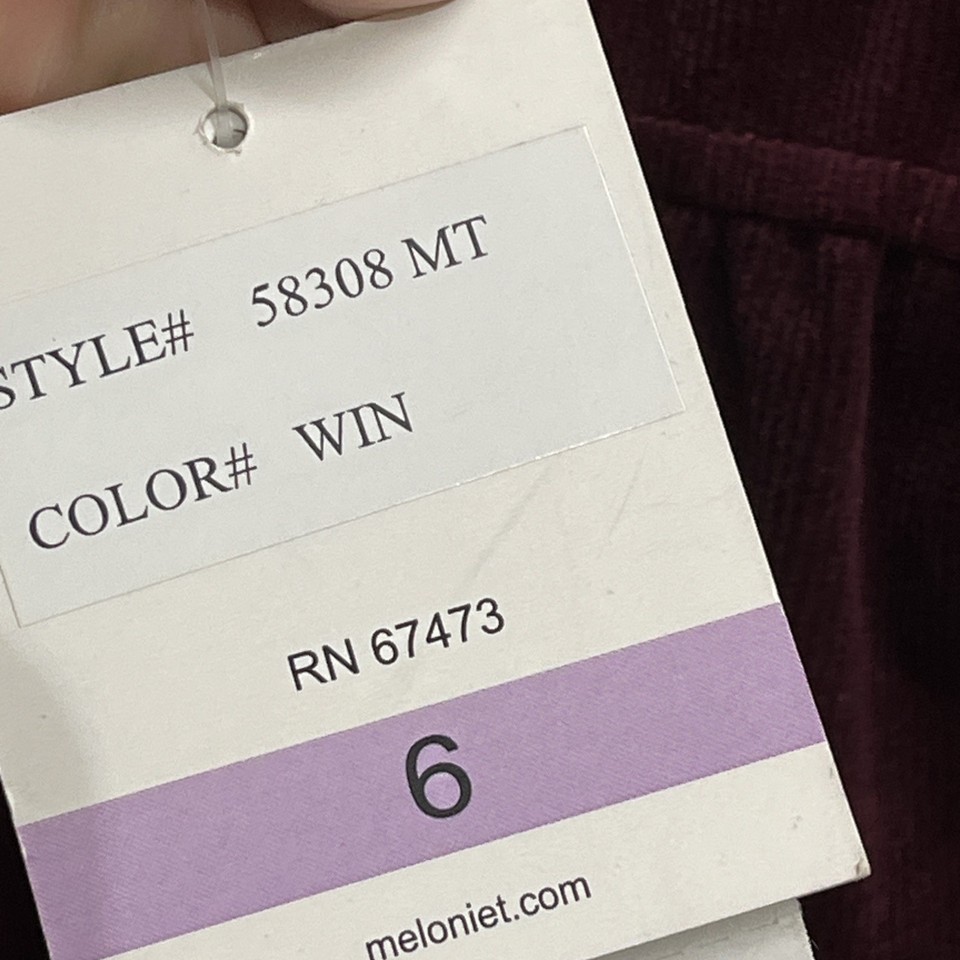 STYLE# 58308 MT
COLOR# WIN
RN 67473
6
meloniet.com